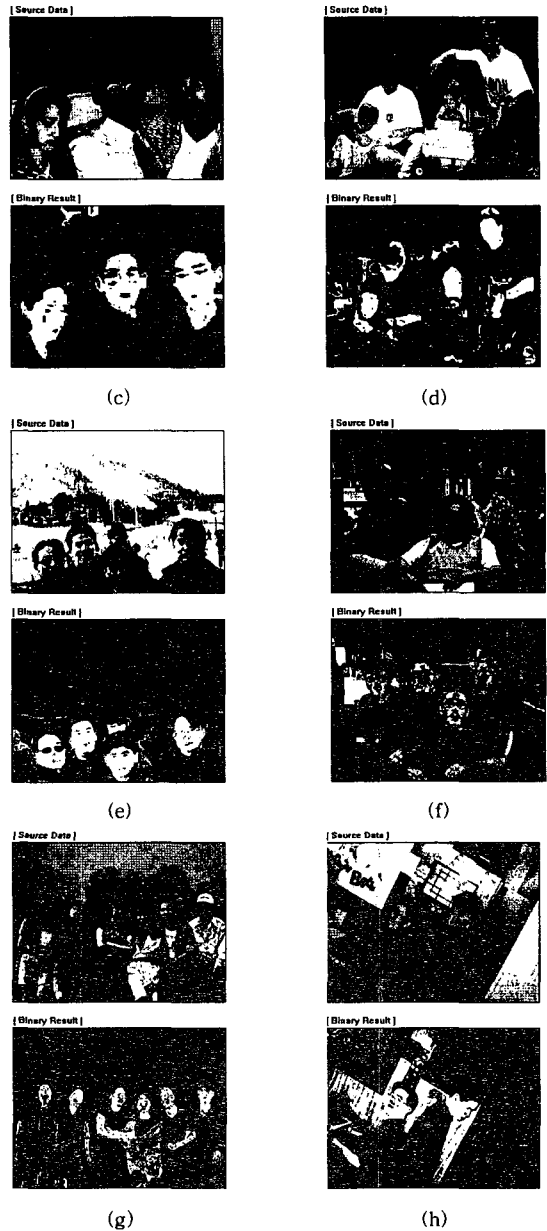 [ Source Data ]
[ Source Data ]
[ Binary Result ]
[ Binary Result ]
(c)
(d)
[ Source Data ]
[ Source Data ]
[ Binary Result ]
[ Binary Result ]
(e)
(f)
[ Source Data ]
[ Source Data ]
[ Binary Result ]
[ Binary Result ]
(g)
(h)